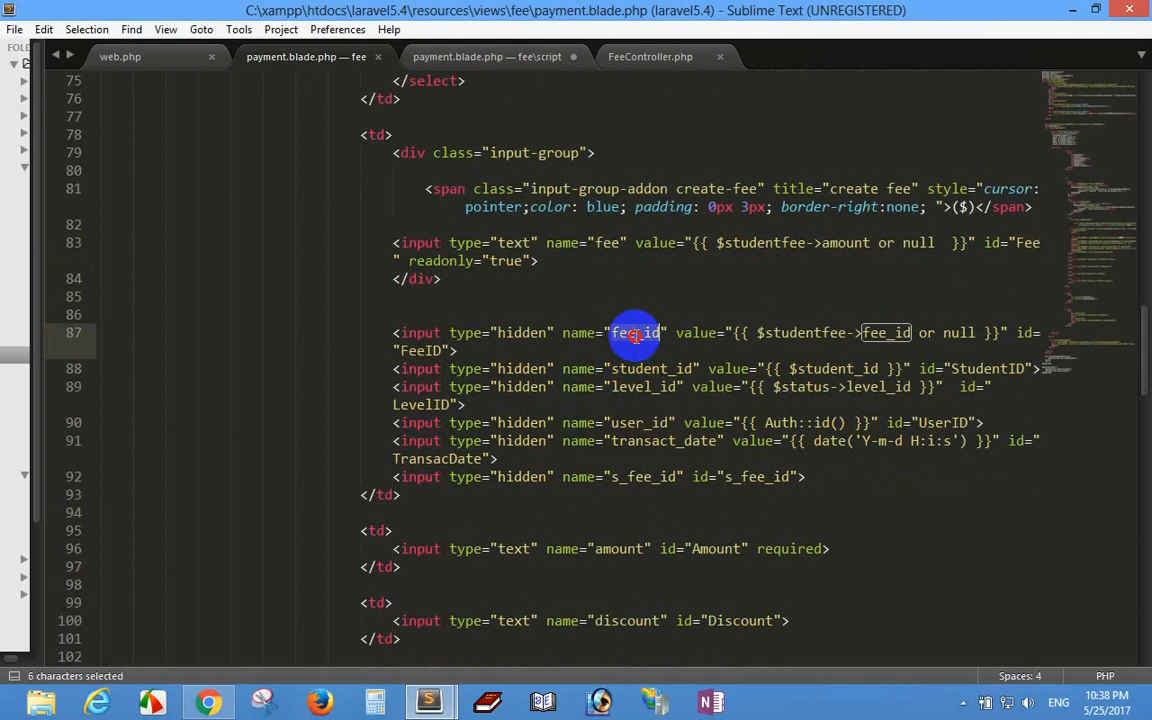 C:\xampp\htdocs\laravel5.4\resources\views\fee\payment.blade.php (laravel5.4) - Sublime Text (UNREGISTERED)
File Edit Selection Find View Goto Tools Project Preferences Help
FOLD
web.php × payment.blade.php — fee × payment.blade.php — fee\script FeeController.php ×
75 </select>
76 </td>
77
78 <td>
79 <div class="input-group">
80
81 <span class="input-group-addon create-fee" title="create fee" style="cursor:
pointer;color: blue; padding: 0px 3px; border-right:none; ">($)</span>
82
83 <input type="text" name="fee" value="{{ $studentfee->amount or null  }}" id="Fee
" readonly="true">
84 </div>
85
86
87 <input type="hidden" name="fee_id" value="{{ $studentfee->fee_id or null }}" id=
"FeeID">
88 <input type="hidden" name="student_id" value="{{ $student_id }}" id="StudentID">
89 <input type="hidden" name="level_id" value="{{ $status->level_id }}"  id="
LevelID">
90 <input type="hidden" name="user_id" value="{{ Auth::id() }}" id="UserID">
91 <input type="hidden" name="transact_date" value="{{ date('Y-m-d H:i:s') }}" id="
TransacDate">
92 <input type="hidden" name="s_fee_id" id="s_fee_id">
93 </td>
94
95 <td>
96 <input type="text" name="amount" id="Amount" required>
97 </td>
98
99 <td>
100 <input type="text" name="discount" id="Discount">
101 </td>
102
6 characters selected Spaces: 4 PHP
ENG 10:38 PM
5/25/2017